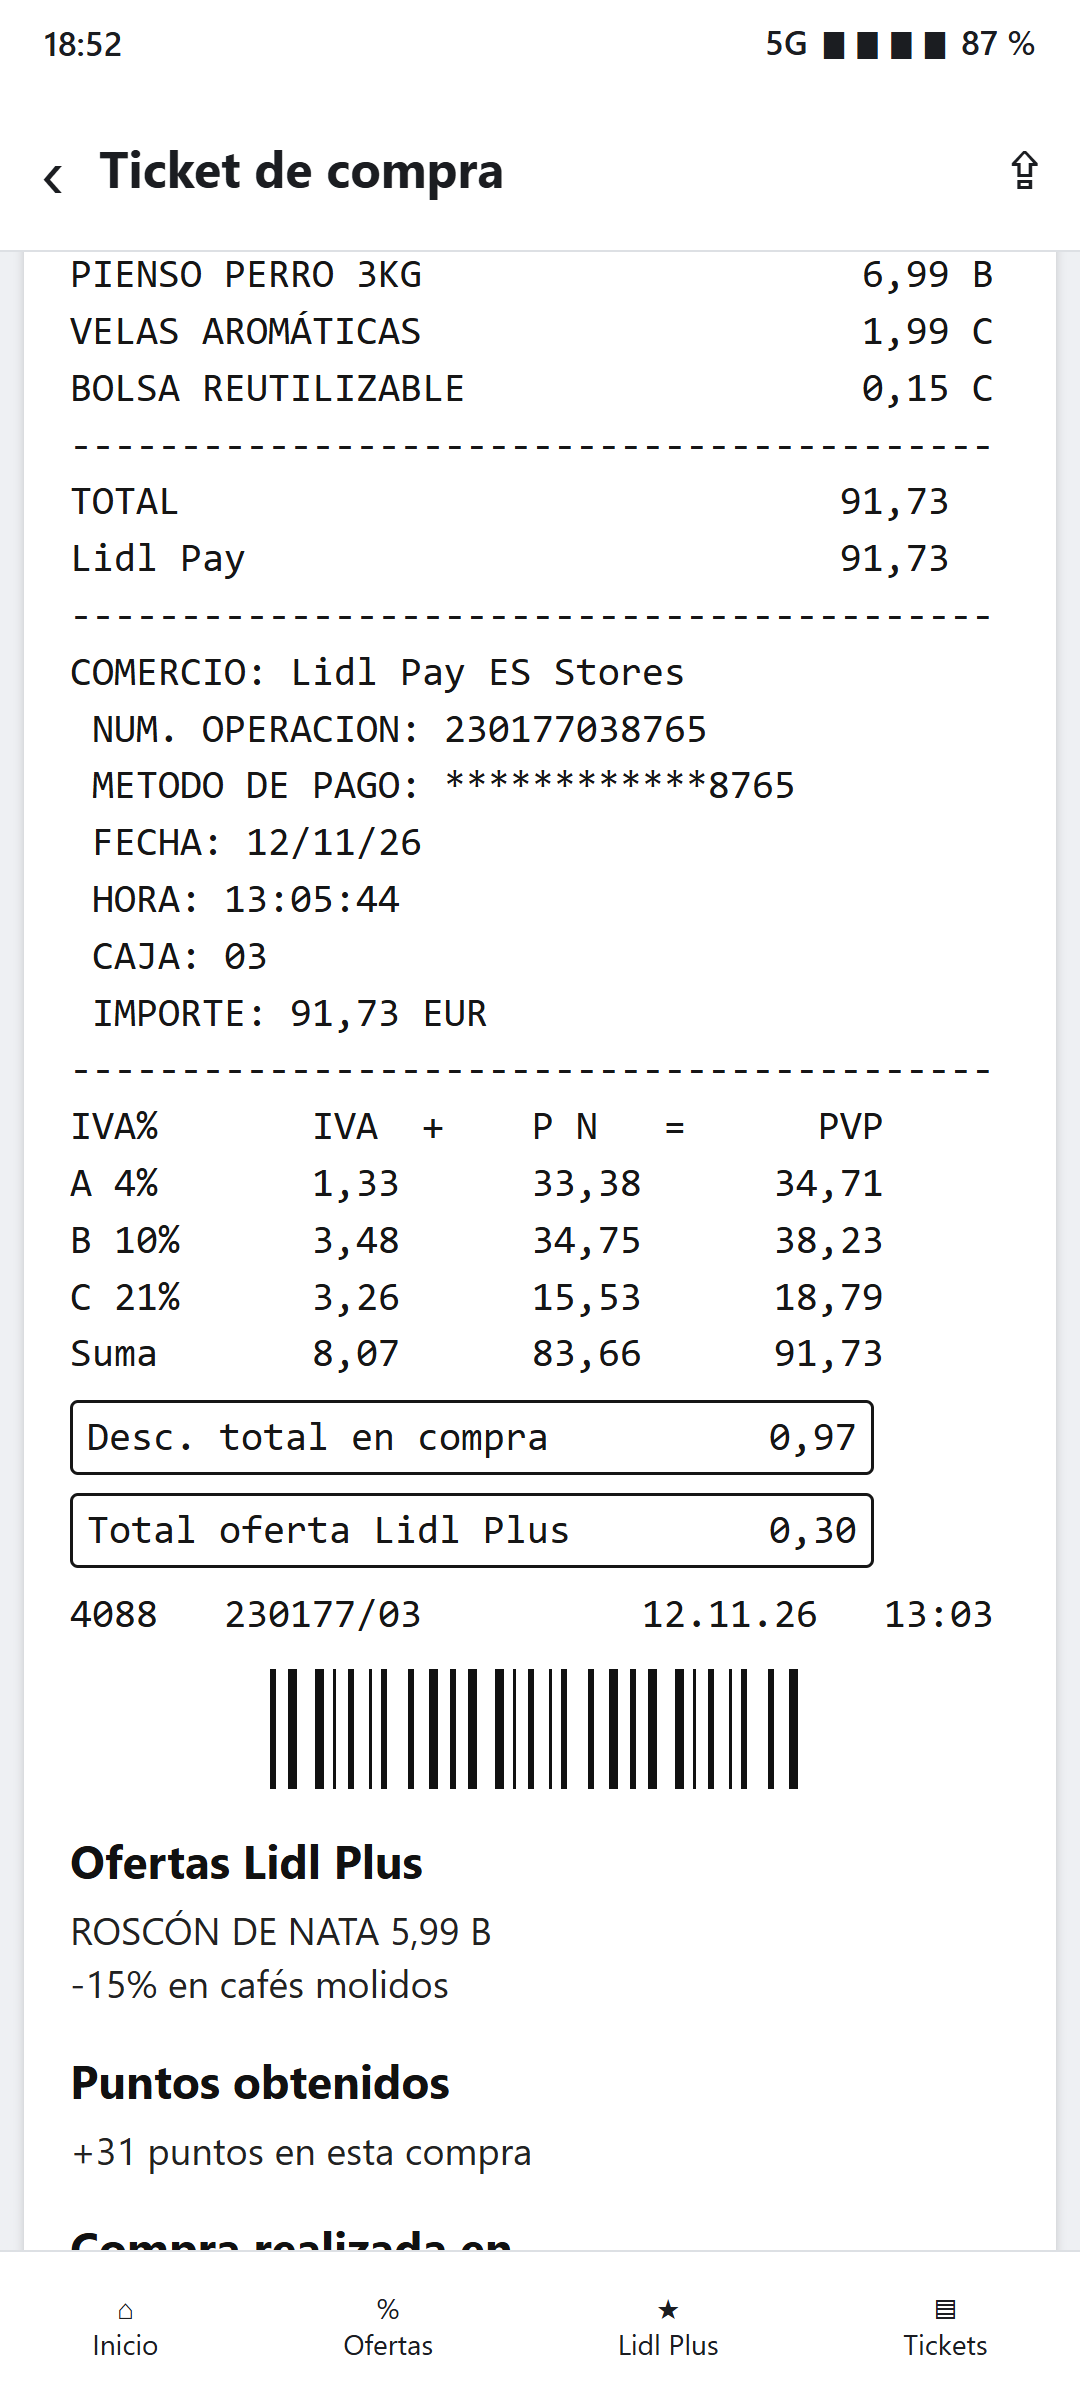 18:52 5G 87 %
‹ Ticket de compra
PIENSO PERRO 3KG 6,99 B
VELAS AROMÁTICAS 1,99 C
BOLSA REUTILIZABLE 0,15 C
------------------------------------------
TOTAL 91,73
Lidl Pay 91,73
------------------------------------------
COMERCIO: Lidl Pay ES Stores
NUM. OPERACION: 230177038765
METODO DE PAGO: ************8765
FECHA: 12/11/26
HORA: 13:05:44
CAJA: 03
IMPORTE: 91,73 EUR
------------------------------------------
IVA% IVA + P N = PVP
A 4% 1,33 33,38 34,71
B 10% 3,48 34,75 38,23
C 21% 3,26 15,53 18,79
Suma 8,07 83,66 91,73
Desc. total en compra 0,97
Total oferta Lidl Plus 0,30
4088 230177/03 12.11.26 13:03
Ofertas Lidl Plus
ROSCÓN DE NATA 5,99 B
-15% en cafés molidos
Puntos obtenidos
+31 puntos en esta compra
Compra realizada en
Inicio Ofertas Lidl Plus Tickets